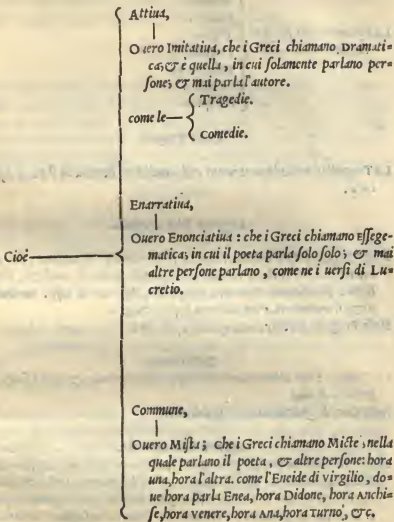 Attiua,
Ouero Imitatiua, che i Greci chiamano Dramati=
ca; & è quella, in cui ſolamente parlano per=
ſone; & mai parla l'autore.
Tragedie.
come le
Comedie.
Enarratiua,
Ouero Enonciatiua : che i Greci chiamano Eſſege=
matica; in cui il poeta parla ſolo ſolo; & mai
Cioè
altre perſone parlano, come ne i uerſi di Lu=
cretio.
Commune,
Ouero Miſta; che i Greci chiamano Micte, nella
quale parlano il poeta, & altre perſone: hora
una, hora l'altra. come l'Eneide di virgilio, do=
ue hora parla Enea, hora Didone, hora Anchi=
ſe, hora venere, hora Ana, hora Turno, &c.